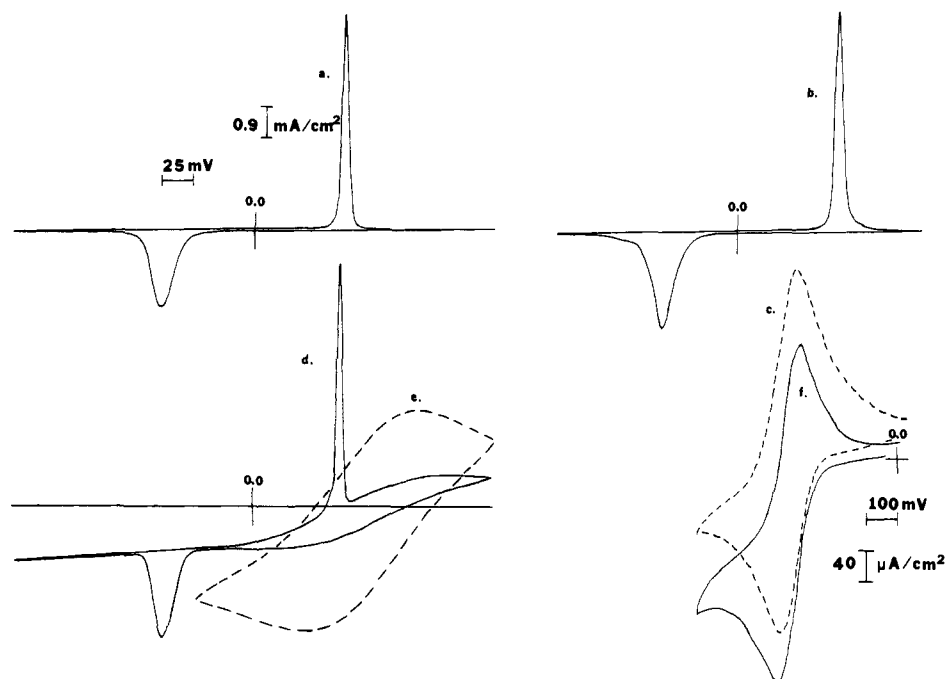 a.
0.9 mA/cm²
25 mV
0.0
b.
0.0
d.
e.
0.0
c.
f.
0.0
100 mV
40 μA/cm²